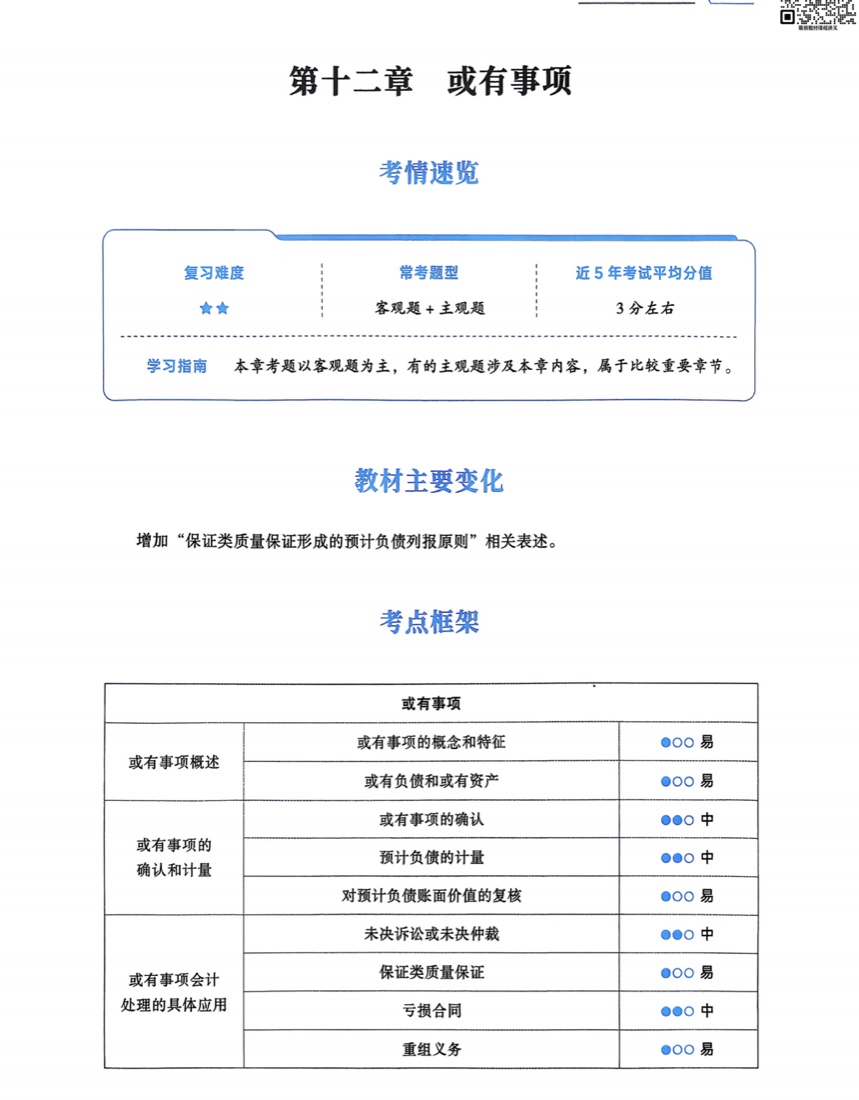 第十二章 或有事项
考情速览
复习难度 常考题型 近5年考试平均分值
★★ 客观题+主观题 3分左右
学习指南 本章考题以客观题为主，有的主观题涉及本章内容，属于比较重要章节。
教材主要变化
增加“保证类质量保证形成的预计负债列报原则”相关表述。
考点框架
或有事项
或有事项概述
或有事项的概念和特征 ●○○ 易
或有负债和或有资产 ●○○ 易
或有事项的
确认和计量
或有事项的确认 ●●○ 中
预计负债的计量 ●●○ 中
对预计负债账面价值的复核 ●○○ 易
或有事项会计
处理的具体应用
未决诉讼或未决仲裁 ●●○ 中
保证类质量保证 ●○○ 易
亏损合同 ●●○ 中
重组义务 ●○○ 易